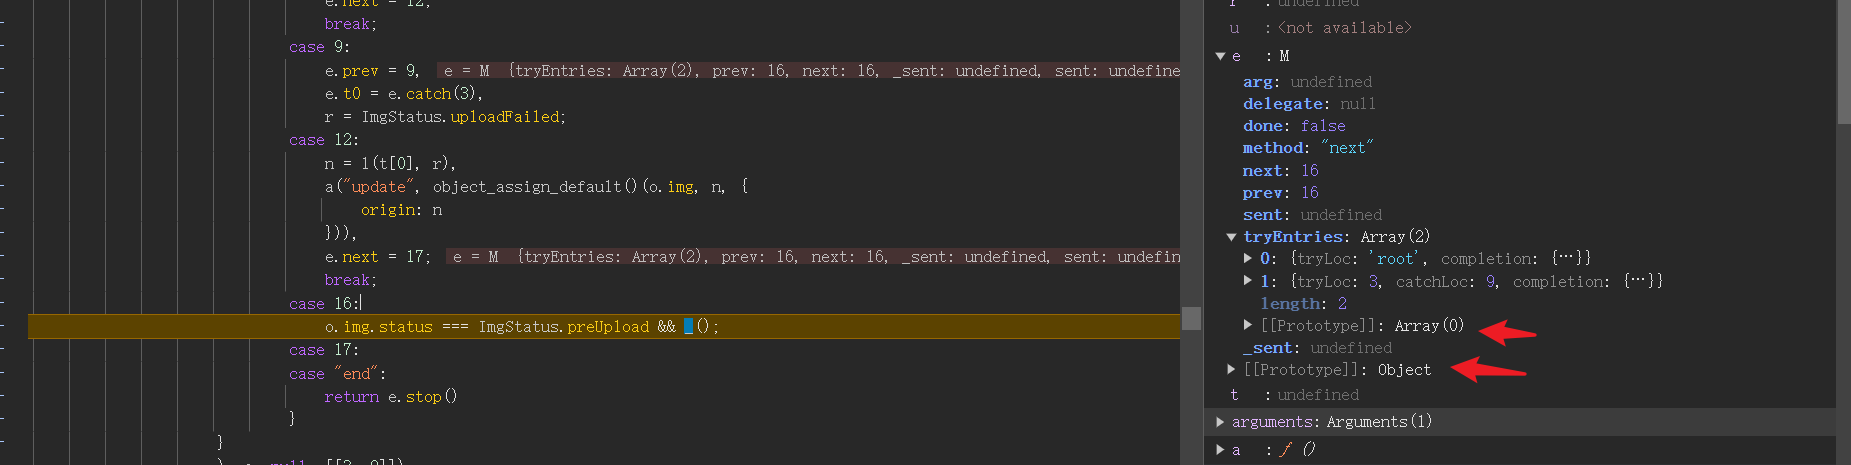 e.next = 12;
break;
case 9:
e.prev = 9, e = M {tryEntries: Array(2), prev: 16, next: 16, _sent: undefined, sent: undefine
e.t0 = e.catch(3),
r = ImgStatus.uploadFailed;
case 12:
n = l(t[0], r),
a("update", object_assign_default()(o.img, n, {
origin: n
})),
e.next = 17; e = M {tryEntries: Array(2), prev: 16, next: 16, _sent: undefined, sent: undefin
break;
case 16:
o.img.status === ImgStatus.preUpload && _();
case 17:
case "end":
return e.stop()
}
}
), e, null, [[3, 9]])
r : undefined
u : <not available>
e : M
arg: undefined
delegate: null
done: false
method: "next"
next: 16
prev: 16
sent: undefined
tryEntries: Array(2)
0: {tryLoc: 'root', completion: {…}}
1: {tryLoc: 3, catchLoc: 9, completion: {…}}
length: 2
[[Prototype]]: Array(0)
_sent: undefined
[[Prototype]]: Object
t : undefined
arguments: Arguments(1)
a : ƒ ()